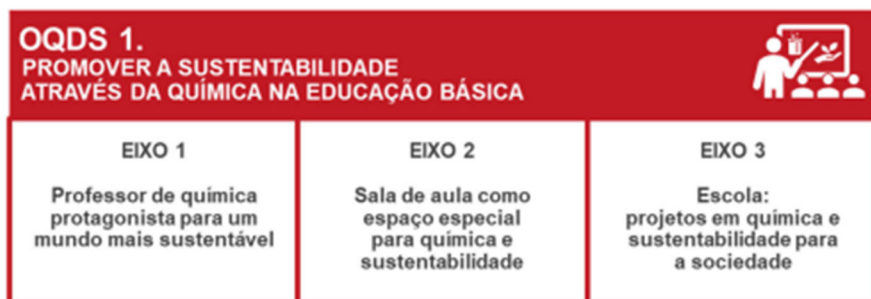 OQDS 1.
PROMOVER A SUSTENTABILIDADE
ATRAVÉS DA QUÍMICA NA EDUCAÇÃO BÁSICA
EIXO 1
Professor de química
protagonista para um
mundo mais sustentável
EIXO 2
Sala de aula como
espaço especial
para química e
sustentabilidade
EIXO 3
Escola:
projetos em química e
sustentabilidade para
a sociedade